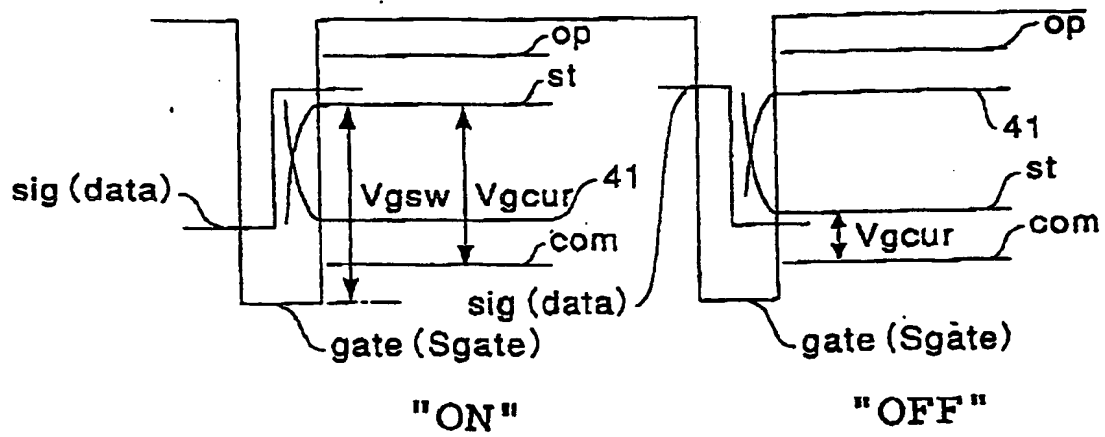 op
st
41
sig (data)
Vgsw
Vgcur
com
gate (Sgate)
"ON"
op
41
st
Vgcur
com
sig (data)
gate (Sgate)
"OFF"